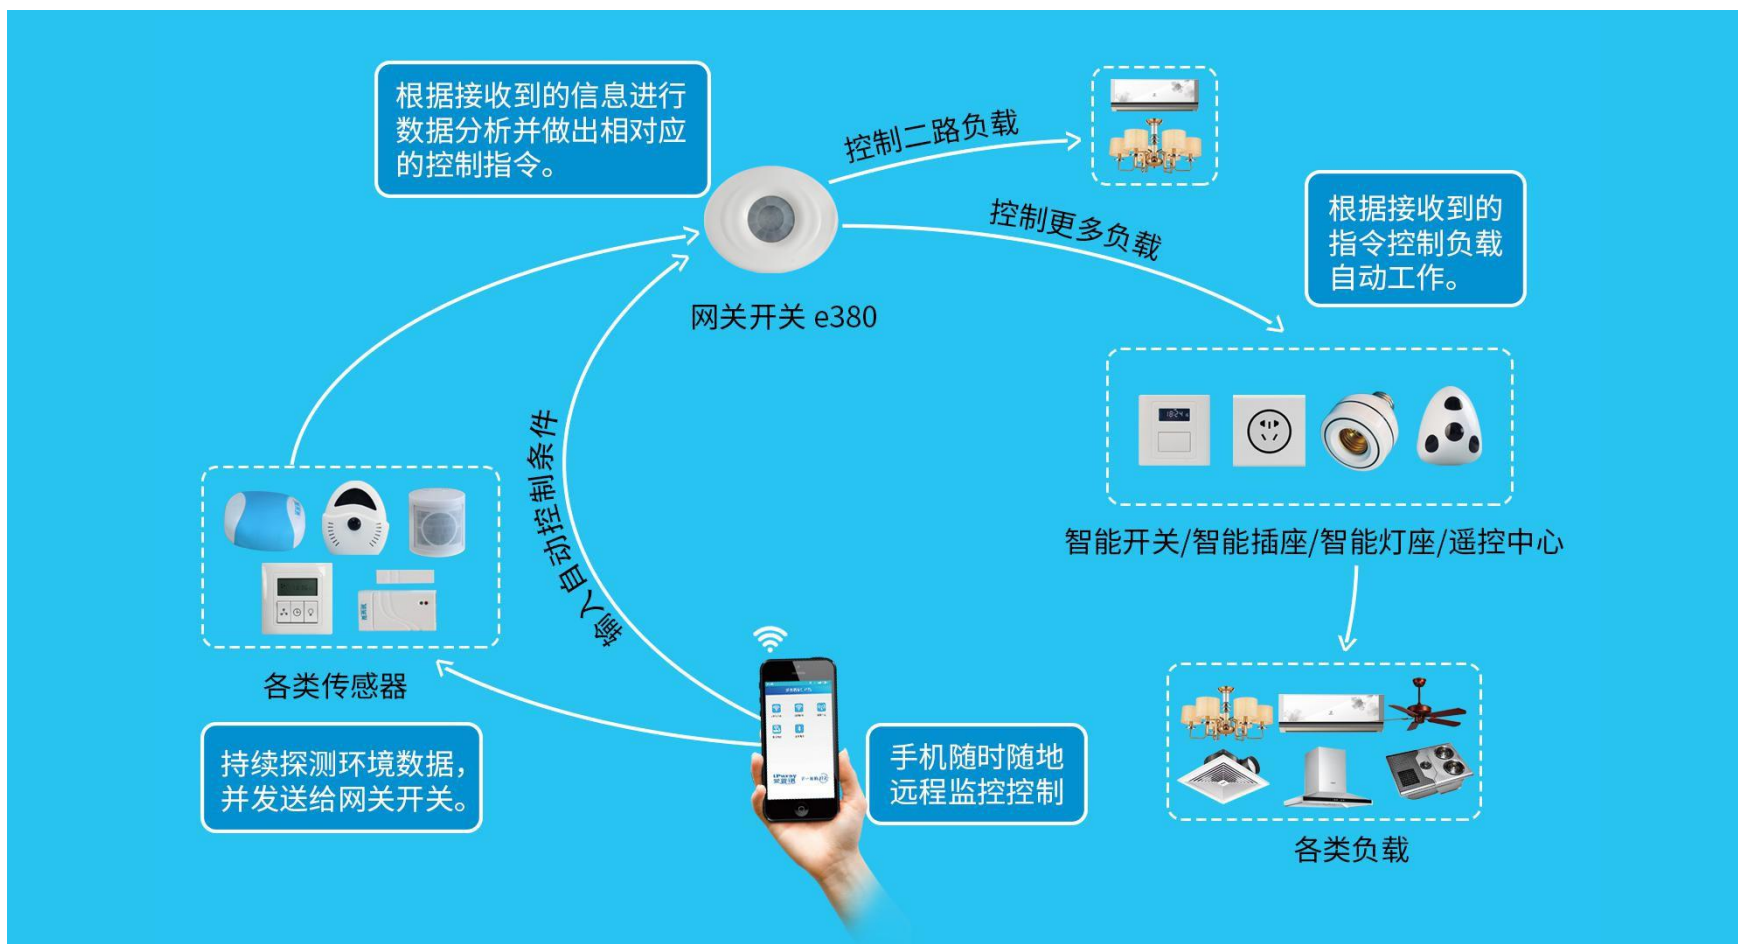 根据接收到的信息进行
数据分析并做出相对应
的控制指令。
控制二路负载
控制更多负载
根据接收到的
指令控制负载
自动工作。
网关开关 e380
输入自动控制条件
18:24
智能开关/智能插座/智能灯座/遥控中心
各类传感器
持续探测环境数据，
并发送给网关开关。
手机随时随地
远程监控控制
各类负载